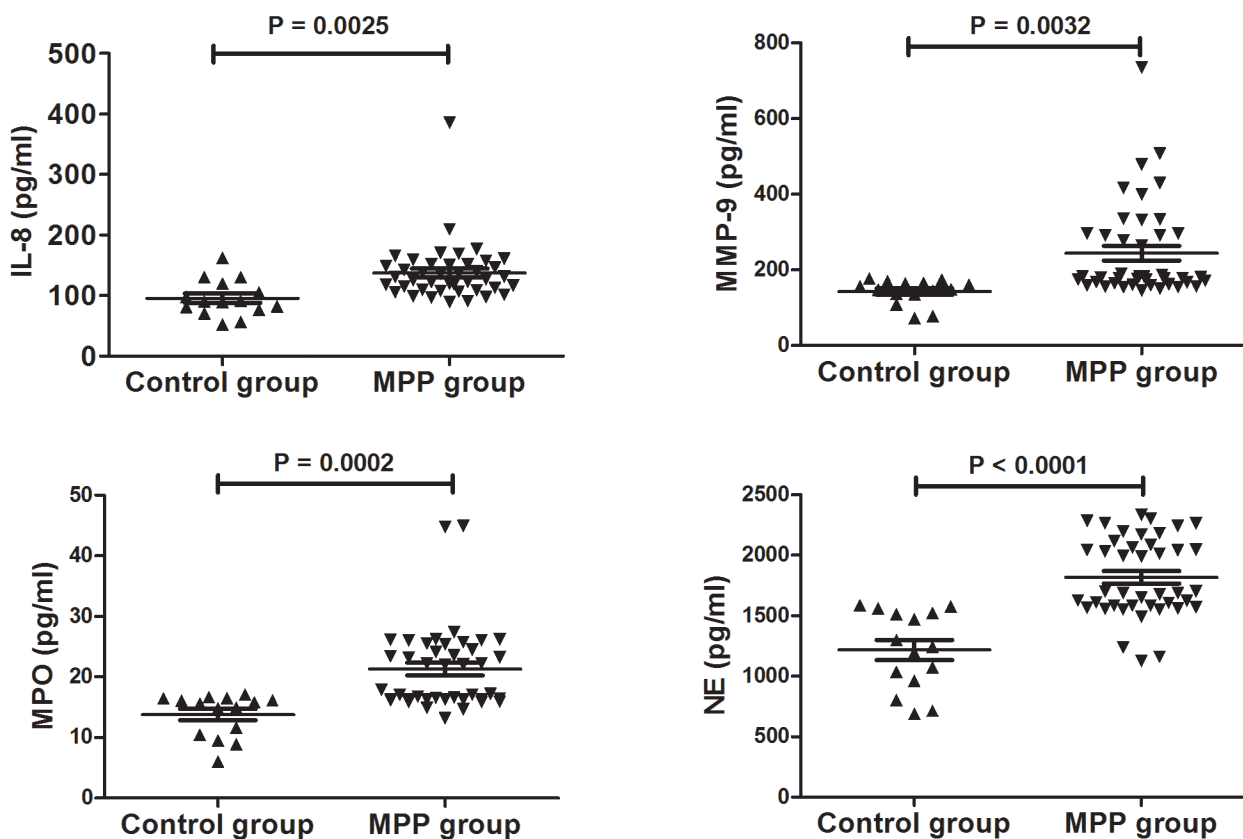 P = 0.0025
500
400
300
200
100
0
IL-8 (pg/ml)
Control group MPP group
P = 0.0032
800
600
400
200
0
MMP-9 (pg/ml)
Control group MPP group
P = 0.0002
50
40
30
20
10
0
MPO (pg/ml)
Control group MPP group
P < 0.0001
2500
2000
1500
1000
500
0
NE (pg/ml)
Control group MPP group